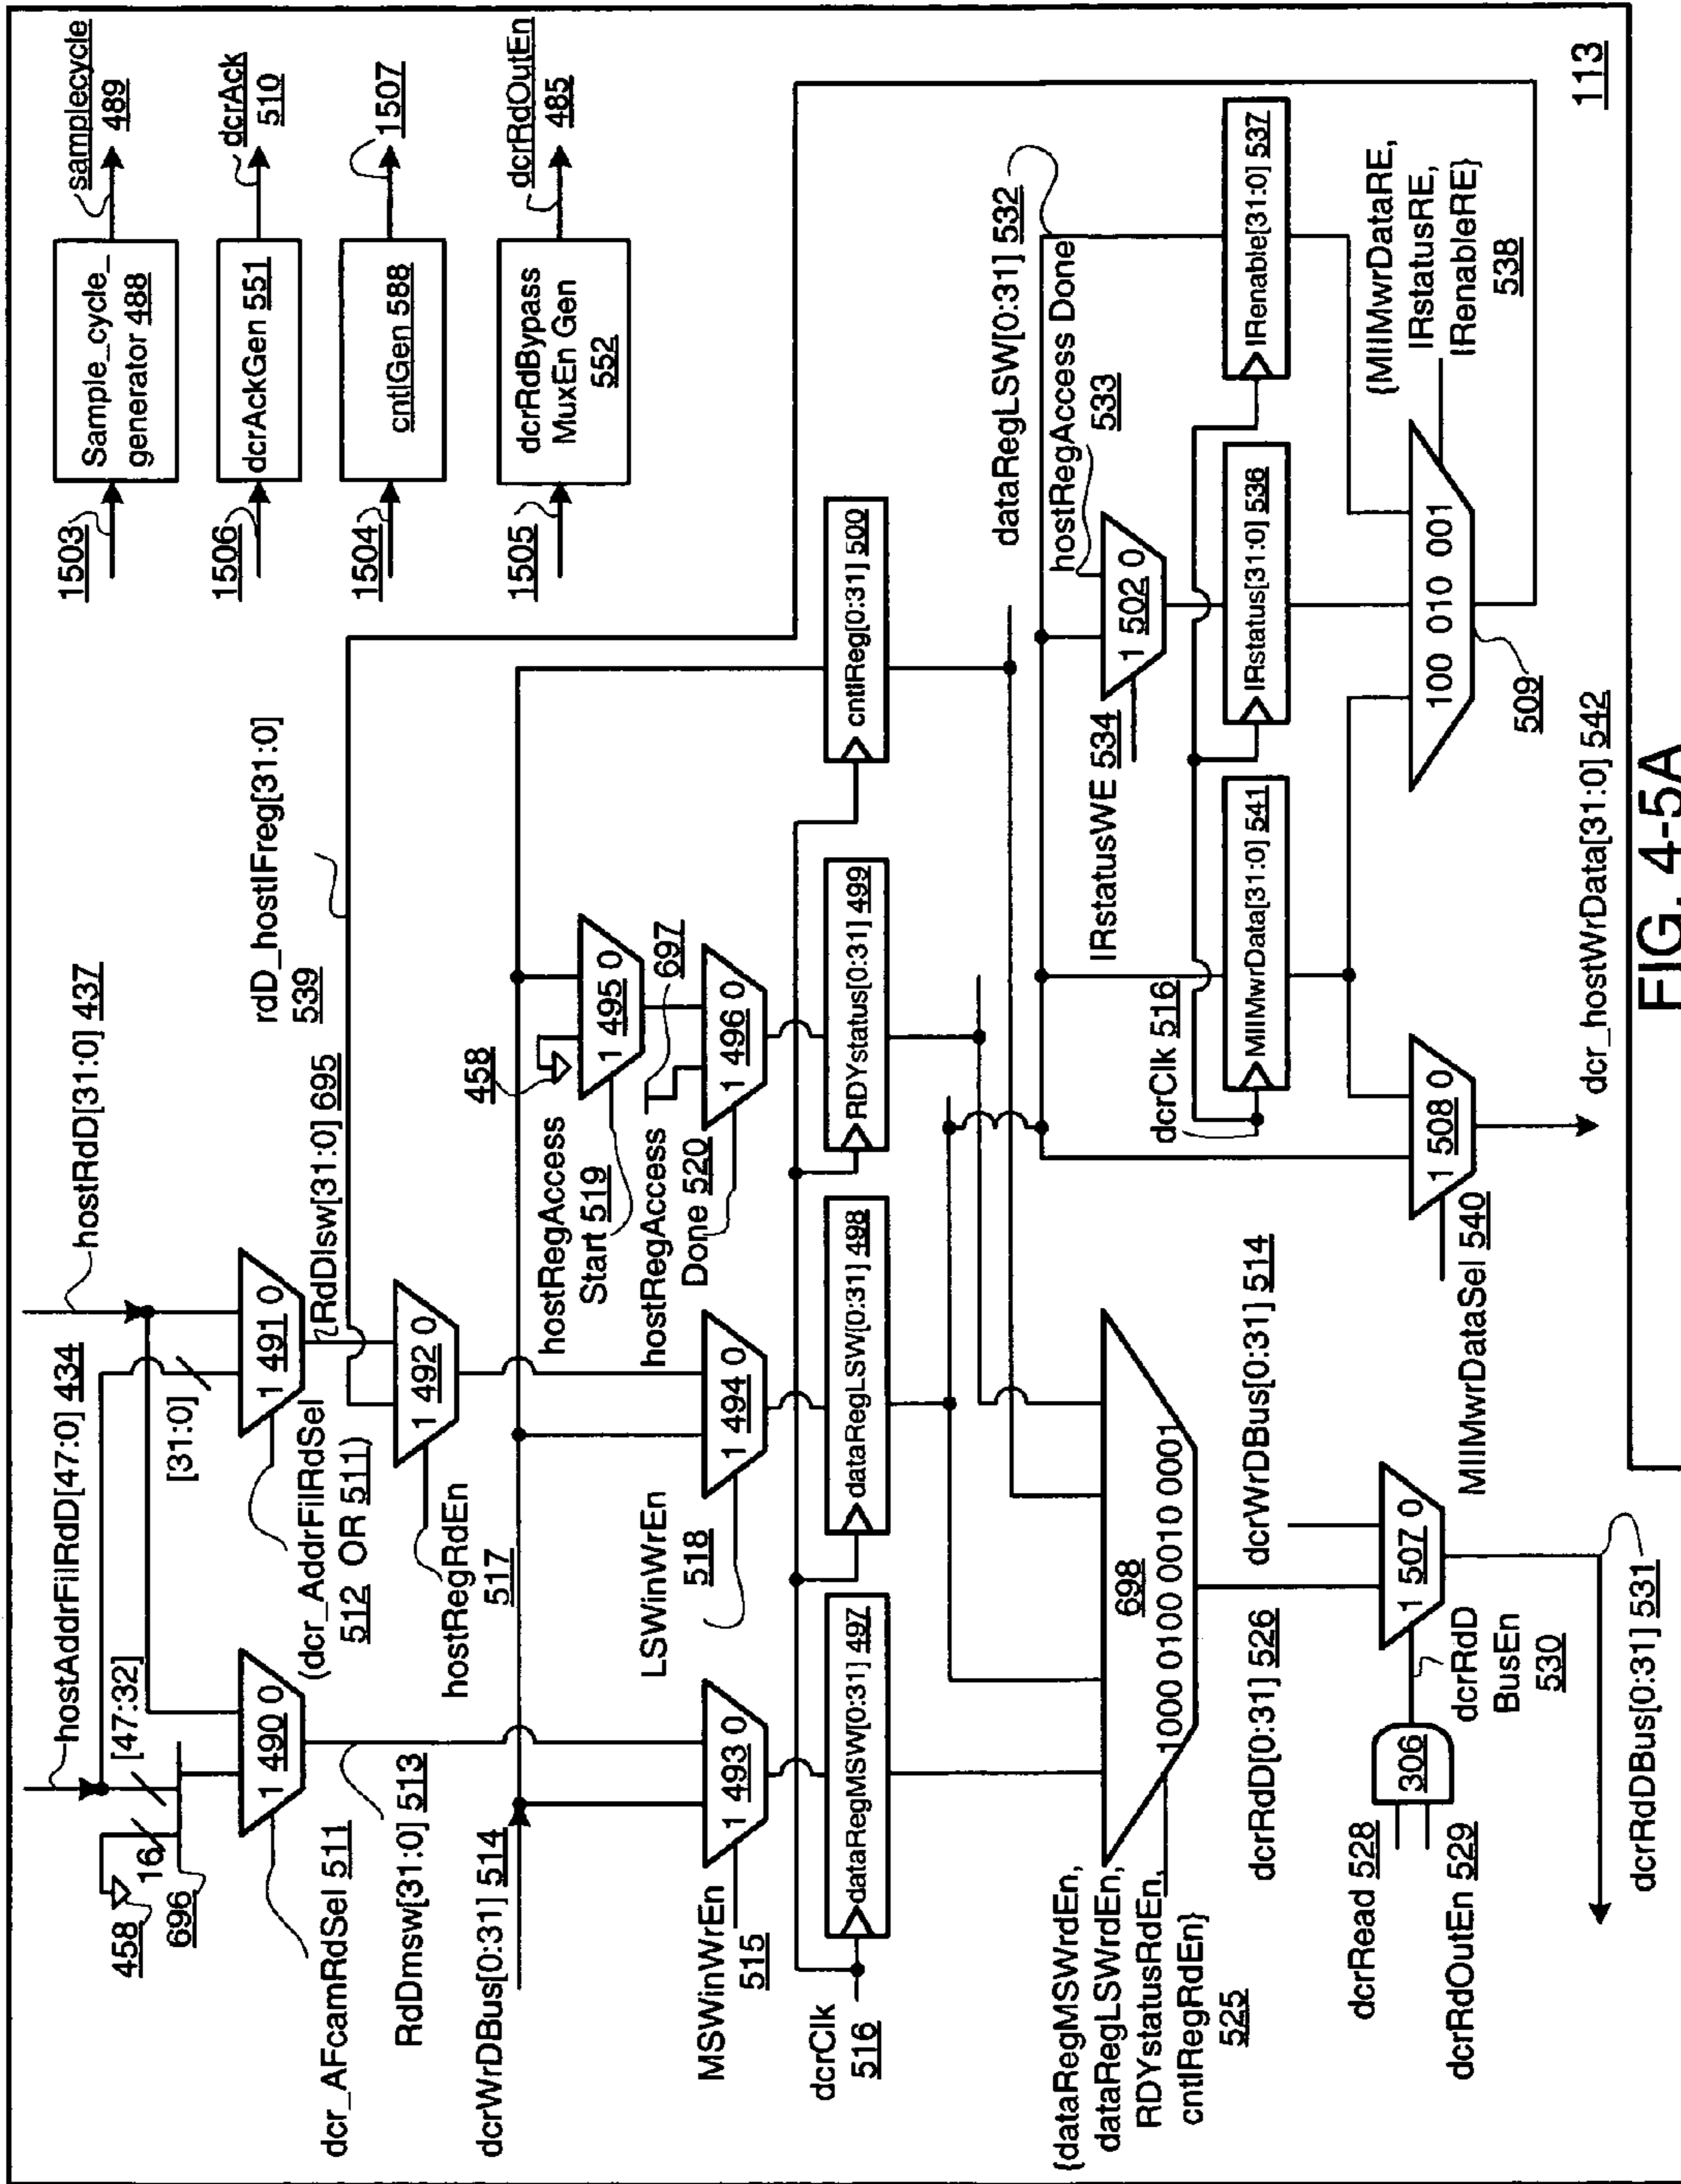 hostAddrFilRdD[47:0] 434
hostRdD[31:0] 437
458
16
[47:32]
696
[31:0]
1 490 0
1 491 0
dcr_AFcamRdSel 511
(dcr_AddrFilRdSel
512 OR 511)
RdDlsw[31:0] 695
rdD_hostIFreg[31:0]
539
RdDmsw[31:0] 513
1 492 0
hostRegRdEn
517
dcrWrDBus[0:31] 514
458
hostRegAccess
Start 519
1 495 0
697
hostRegAccess
Done 520
1 496 0
MSWinWrEn
515
1 493 0
LSWinWrEn
518
1 494 0
dcrClk
516
dataRegMSW[0:31] 497
dataRegLSW[0:31] 498
RDYstatus[0:31] 499
cntlReg[0:31] 500
1503
Sample_cycle_
generator 488
samplecycle
489
1506
dcrAckGen 551
dcrAck
510
1504
cntlGen 588
1507
1505
dcrRdBypass
MuxEn Gen
552
dcrRdOutEn
485
{dataRegMSWrdEn,
dataRegLSWrdEn,
RDYstatusRdEn,
cntlRegRdEn}
525
698
1000 0100 0010 0001
dataRegLSW[0:31] 532
hostRegAccess Done
533
IRstatusWE 534
1 502 0
dcrClk 516
MIIMwrData[31:0] 541
IRstatus[31:0] 536
IRenable[31:0] 537
dcrRdD[0:31] 526
dcrWrDBus[0:31] 514
dcrRead 528
dcrRdOutEn 529
306
dcrRdD
BusEn
530
1 507 0
MIIMwrDataSel 540
1 508 0
100 010 001
509
{MIIMwrDataRE,
IRstatusRE,
IRenableRE}
538
dcrRdDBus[0:31] 531
dcr_hostWrData[31:0] 542
113
FIG. 4-5A